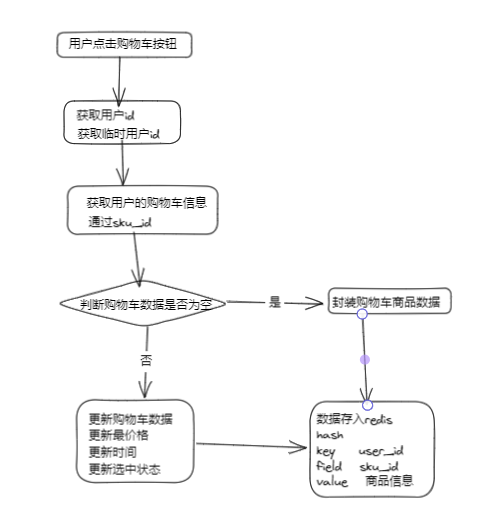 用户点击购物车按钮
获取用户id
获取临时用户id
获取用户的购物车信息
通过sku_id
判断购物车数据是否为空
是
封装购物车商品数据
否
更新购物车数据
更新最价格
更新时间
更新选中状态
数据存入redis
hash
key user_id
field sku_id
value 商品信息